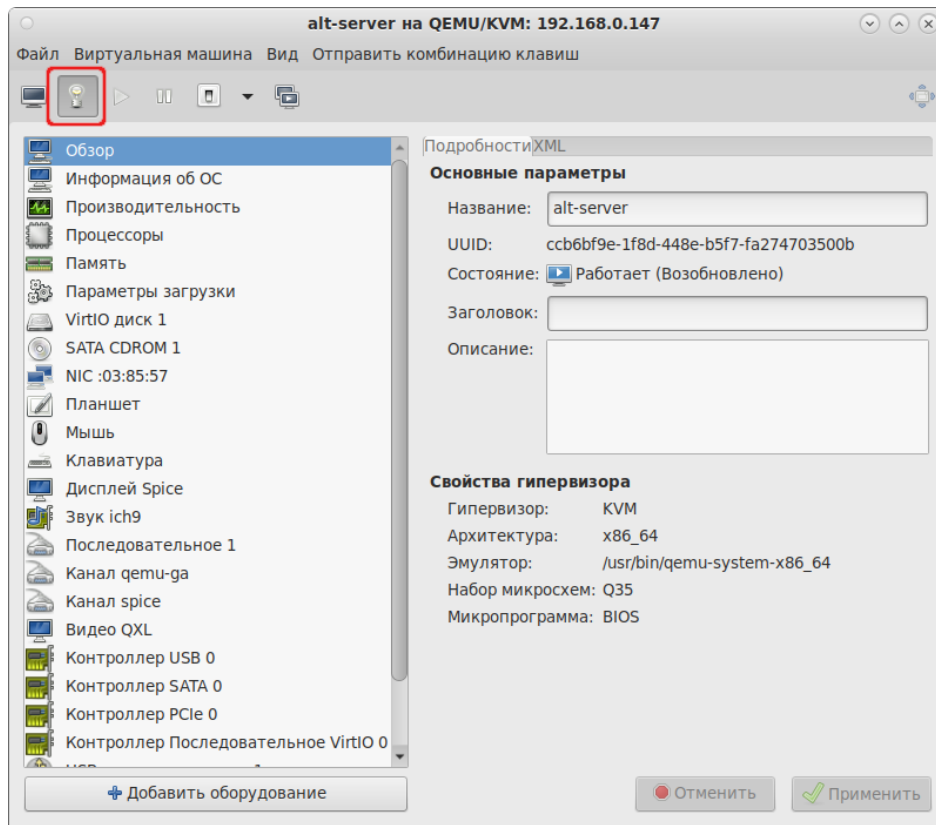 alt-server на QEMU/KVM: 192.168.0.147
Файл Виртуальная машина Вид Отправить комбинацию клавиш
Обзор
Информация об ОС
Производительность
Процессоры
Память
Параметры загрузки
VirtIO диск 1
SATA CDROM 1
NIC :03:85:57
Планшет
Мышь
Клавиатура
Дисплей Spice
Звук ich9
Последовательное 1
Канал qemu-ga
Канал spice
Видео QXL
Контроллер USB 0
Контроллер SATA 0
Контроллер PCIe 0
Контроллер Последовательное VirtIO 0
Добавить оборудование
Подробности XML
Основные параметры
Название: alt-server
UUID: ccb6bf9e-1f8d-448e-b5f7-fa274703500b
Состояние: Работает (Возобновлено)
Заголовок:
Описание:
Свойства гипервизора
Гипервизор: KVM
Архитектура: x86_64
Эмулятор: /usr/bin/qemu-system-x86_64
Набор микросхем: Q35
Микропрограмма: BIOS
Отменить Применить